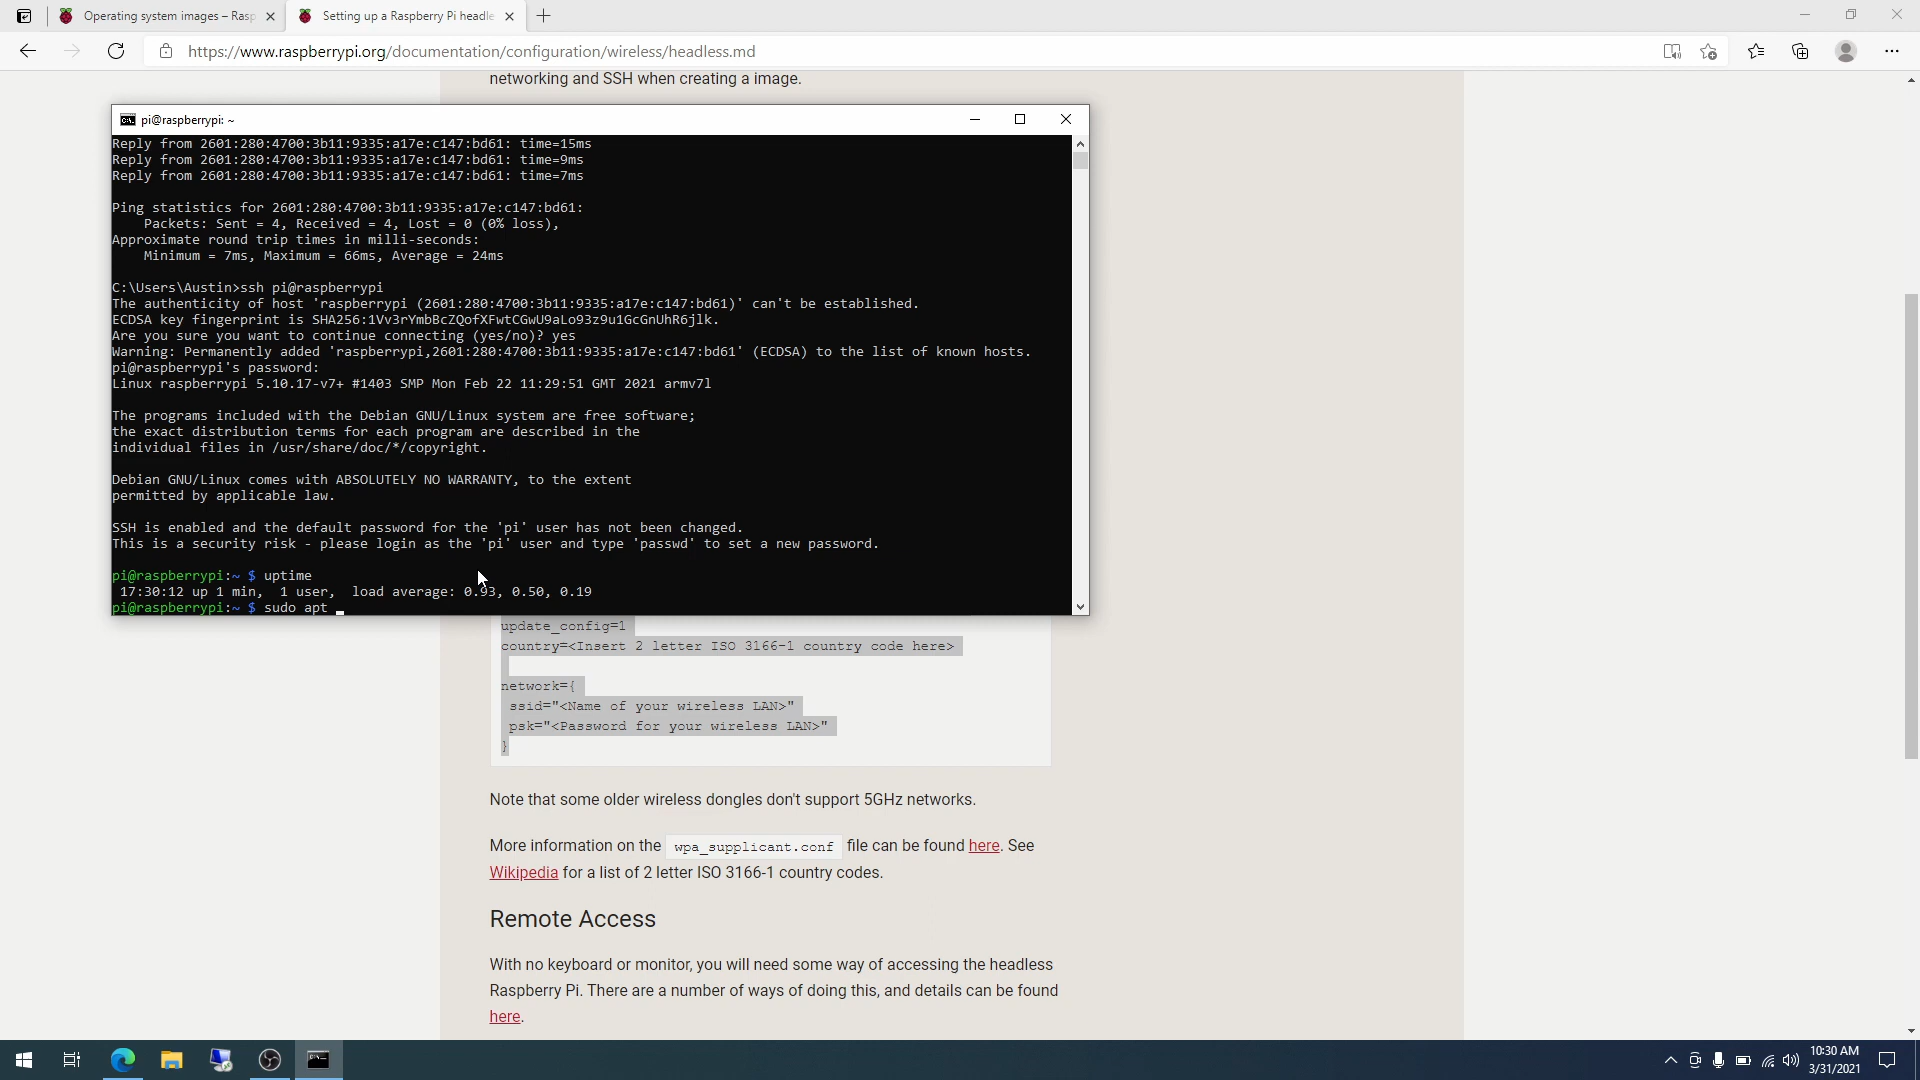 Operating system images – Rasp
Setting up a Raspberry Pi headle
https://www.raspberrypi.org/documentation/configuration/wireless/headless.md
networking and SSH when creating a image.
pi@raspberrypi: ~
Reply from 2601:280:4700:3b11:9335:a17e:c147:bd61: time=15ms
Reply from 2601:280:4700:3b11:9335:a17e:c147:bd61: time=9ms
Reply from 2601:280:4700:3b11:9335:a17e:c147:bd61: time=7ms
Ping statistics for 2601:280:4700:3b11:9335:a17e:c147:bd61:
Packets: Sent = 4, Received = 4, Lost = 0 (0% loss),
Approximate round trip times in milli-seconds:
Minimum = 7ms, Maximum = 66ms, Average = 24ms
C:\Users\Austin>ssh pi@raspberrypi
The authenticity of host 'raspberrypi (2601:280:4700:3b11:9335:a17e:c147:bd61)' can't be established.
ECDSA key fingerprint is SHA256:1Vv3rYmbBcZQofXFwtCGwU9aLo93z9u1GcGnUhR6jlk.
Are you sure you want to continue connecting (yes/no)? yes
Warning: Permanently added 'raspberrypi,2601:280:4700:3b11:9335:a17e:c147:bd61' (ECDSA) to the list of known hosts.
pi@raspberrypi's password:
Linux raspberrypi 5.10.17-v7+ #1403 SMP Mon Feb 22 11:29:51 GMT 2021 armv7l
The programs included with the Debian GNU/Linux system are free software;
the exact distribution terms for each program are described in the
individual files in /usr/share/doc/*/copyright.
Debian GNU/Linux comes with ABSOLUTELY NO WARRANTY, to the extent
permitted by applicable law.
SSH is enabled and the default password for the 'pi' user has not been changed.
This is a security risk - please login as the 'pi' user and type 'passwd' to set a new password.
pi@raspberrypi:~ $ uptime
17:30:12 up 1 min, 1 user, load average: 0.93, 0.50, 0.19
pi@raspberrypi:~ $ sudo apt _
update_config=1
country=<Insert 2 letter ISO 3166-1 country code here>
network={
ssid="<Name of your wireless LAN>"
psk="<Password for your wireless LAN>"
}
Note that some older wireless dongles don't support 5GHz networks.
More information on the wpa_supplicant.conf file can be found here. See
Wikipedia for a list of 2 letter ISO 3166-1 country codes.
Remote Access
With no keyboard or monitor, you will need some way of accessing the headless
Raspberry Pi. There are a number of ways of doing this, and details can be found
here.
10:30 AM
3/31/2021